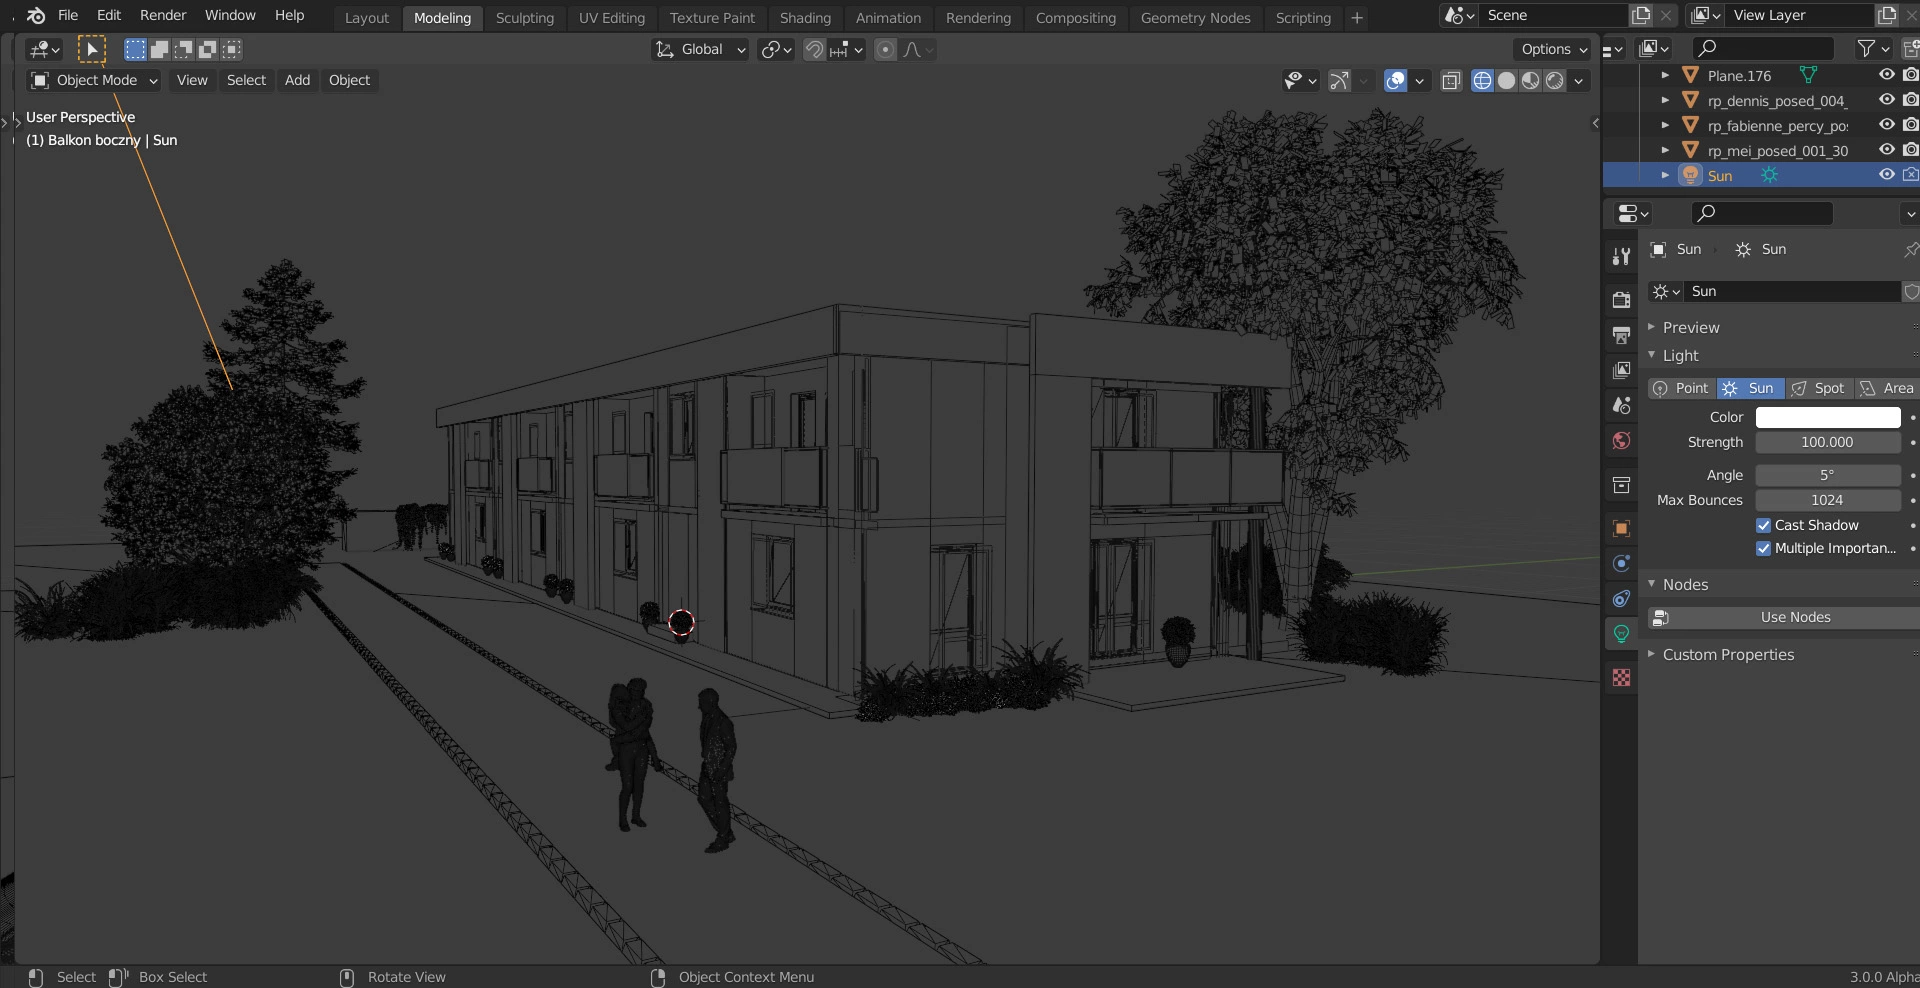 File Edit Render Window Help Layout Modeling Sculpting UV Editing Texture Paint Shading Animation Rendering Compositing Geometry Nodes Scripting + Scene View Layer
Global Options
Object Mode View Select Add Object
User Perspective
(1) Balkon boczny | Sun
Plane.176
rp_dennis_posed_004_
rp_fabienne_percy_po
rp_mei_posed_001_30
Sun
Sun Sun
Sun
Preview
Light
Point Sun Spot Area
Color
Strength 100.000
Angle 5°
Max Bounces 1024
Cast Shadow
Multiple Importan...
Nodes
Use Nodes
Custom Properties
Select Box Select Rotate View Object Context Menu 3.0.0 Alpha